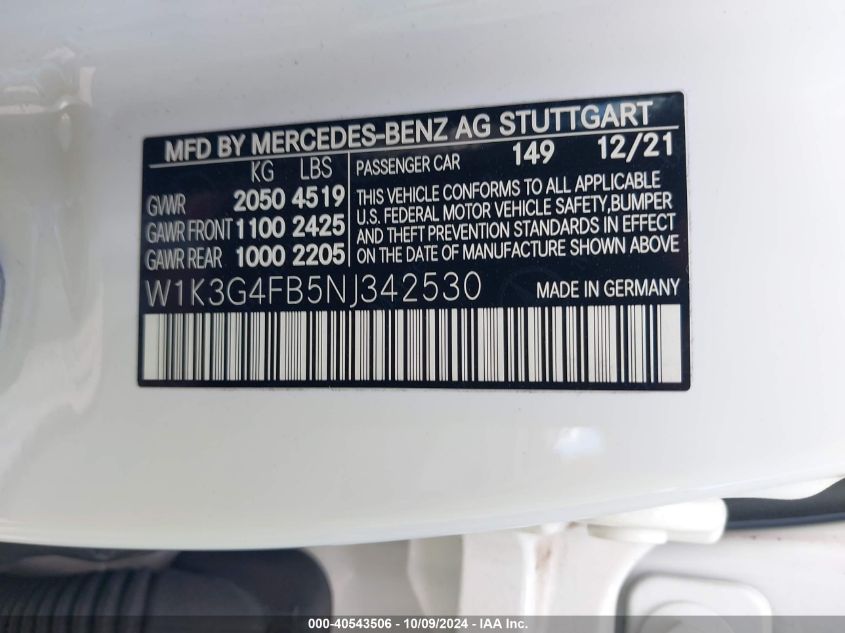 MFD BY MERCEDES-BENZ AG STUTTGART
KG LBS
GVWR 2050 4519
GAWR FRONT 1100 2425
GAWR REAR 1000 2205
PASSENGER CAR 149 12/21
THIS VEHICLE CONFORMS TO ALL APPLICABLE
U.S. FEDERAL MOTOR VEHICLE SAFETY,BUMPER
AND THEFT PREVENTION STANDARDS IN EFFECT
ON THE DATE OF MANUFACTURE SHOWN ABOVE
W1K3G4FB5NJ342530 MADE IN GERMANY
000-40543506 - 10/09/2024 - IAA Inc.